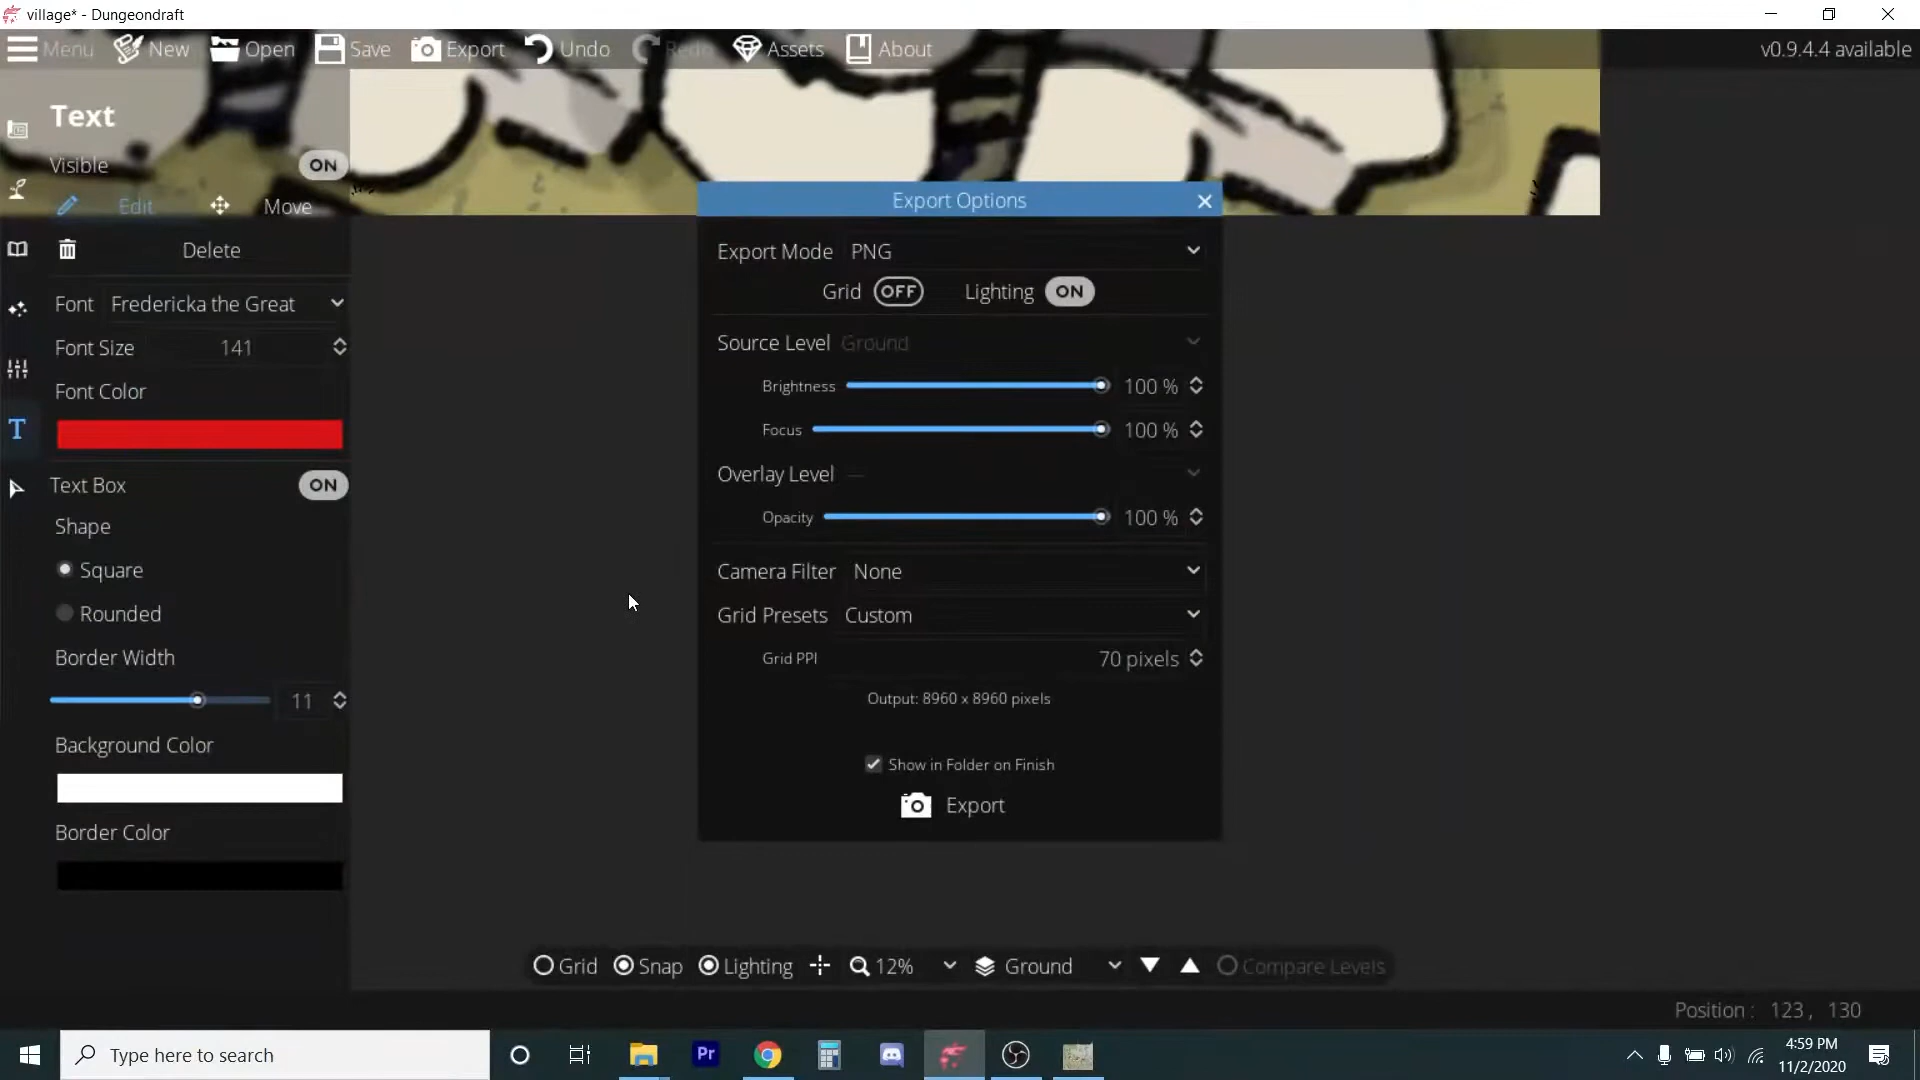 village* - Dungeondraft
Menu New Open Save Export Undo Redo Assets About v0.9.4.4 available
Text
Visible ON
Edit Move
Delete
Font Fredericka the Great
Font Size 141
Font Color
Text Box ON
Shape
Square
Rounded
Border Width
11
Background Color
Border Color
Export Options
Export Mode PNG
Grid OFF Lighting ON
Source Level Ground
Brightness 100 %
Focus 100 %
Overlay Level —
Opacity 100 %
Camera Filter None
Grid Presets Custom
Grid PPI 70 pixels
Output: 8960 x 8960 pixels
Show in Folder on Finish
Export
Grid Snap Lighting 12% Ground Compare Levels
Position : 123, 130
Type here to search
Pr
4:59 PM
11/2/2020